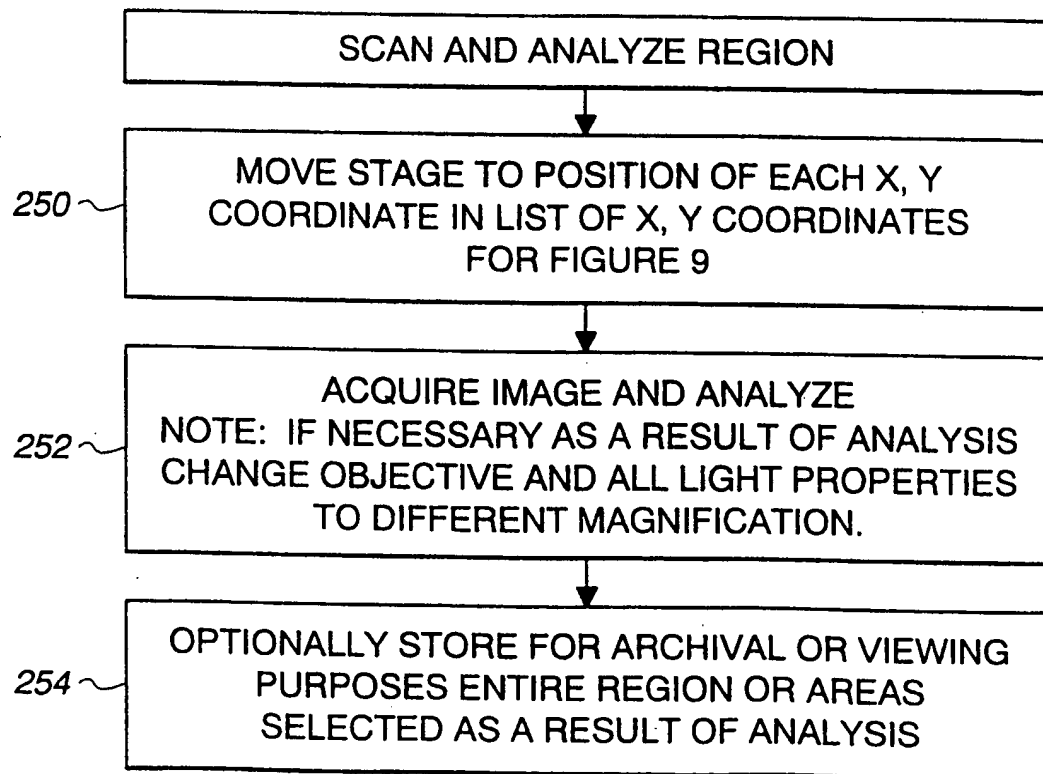 SCAN AND ANALYZE REGION
250
MOVE STAGE TO POSITION OF EACH X, Y
COORDINATE IN LIST OF X, Y COORDINATES
FOR FIGURE 9
252
ACQUIRE IMAGE AND ANALYZE
NOTE: IF NECESSARY AS A RESULT OF ANALYSIS
CHANGE OBJECTIVE AND ALL LIGHT PROPERTIES
TO DIFFERENT MAGNIFICATION.
254
OPTIONALLY STORE FOR ARCHIVAL OR VIEWING
PURPOSES ENTIRE REGION OR AREAS
SELECTED AS A RESULT OF ANALYSIS